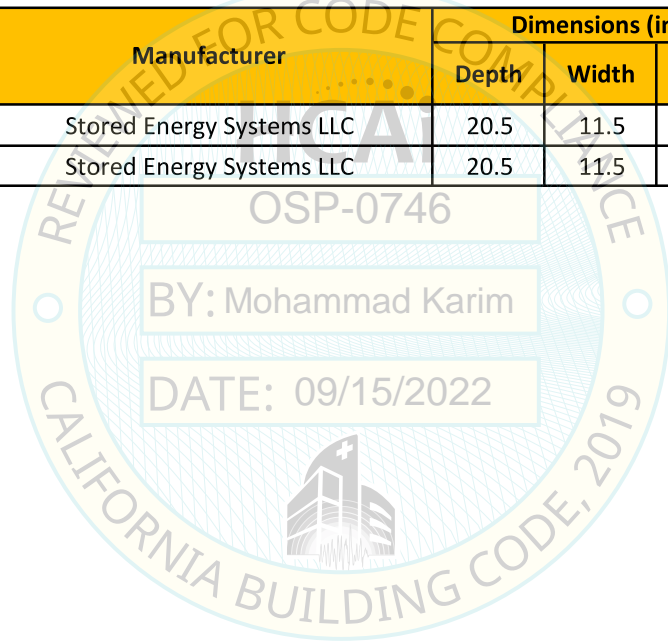 Manufacturer
Dimensions (in
Depth
Width
Stored Energy Systems LLC 20.5 11.5
Stored Energy Systems LLC 20.5 11.5
REVIEWED FOR CODE COMPLIANCE
HCAi
OSP-0746
BY: Mohammad Karim
DATE: 09/15/2022
CALIFORNIA BUILDING CODE, 2019